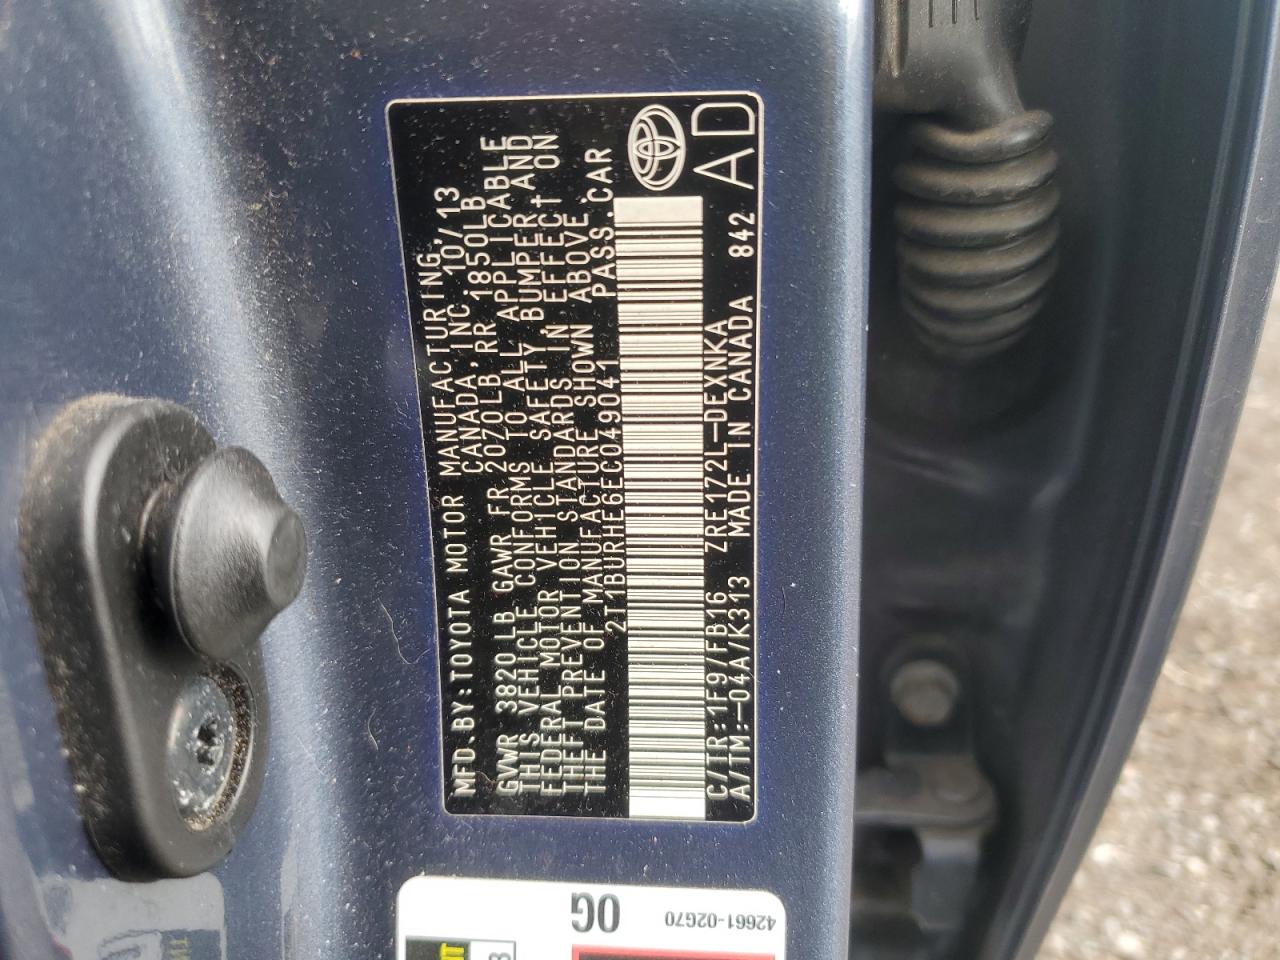 MFD.BY:TOYOTA MOTOR MANUFACTURING,
CANADA,INC. 10/13
GVWR 3820LB GAWR FR 2070LB,RR 1850LB
THIS VEHICLE CONFORMS TO ALL APPLICABLE
FEDERAL MOTOR VEHICLE SAFETY,BUMPER,AND
THEFT PREVENTION STANDARDS IN EFFECT ON
THE DATE OF MANUFACTURE SHOWN ABOVE.
2T1BURHE6EC049041 PASS.CAR
C/TR:1F9/FB16 ZRE172L-DEXNKA
A/TM:-04A/K313 MADE IN CANADA 842
AD
0G
42661-02G70